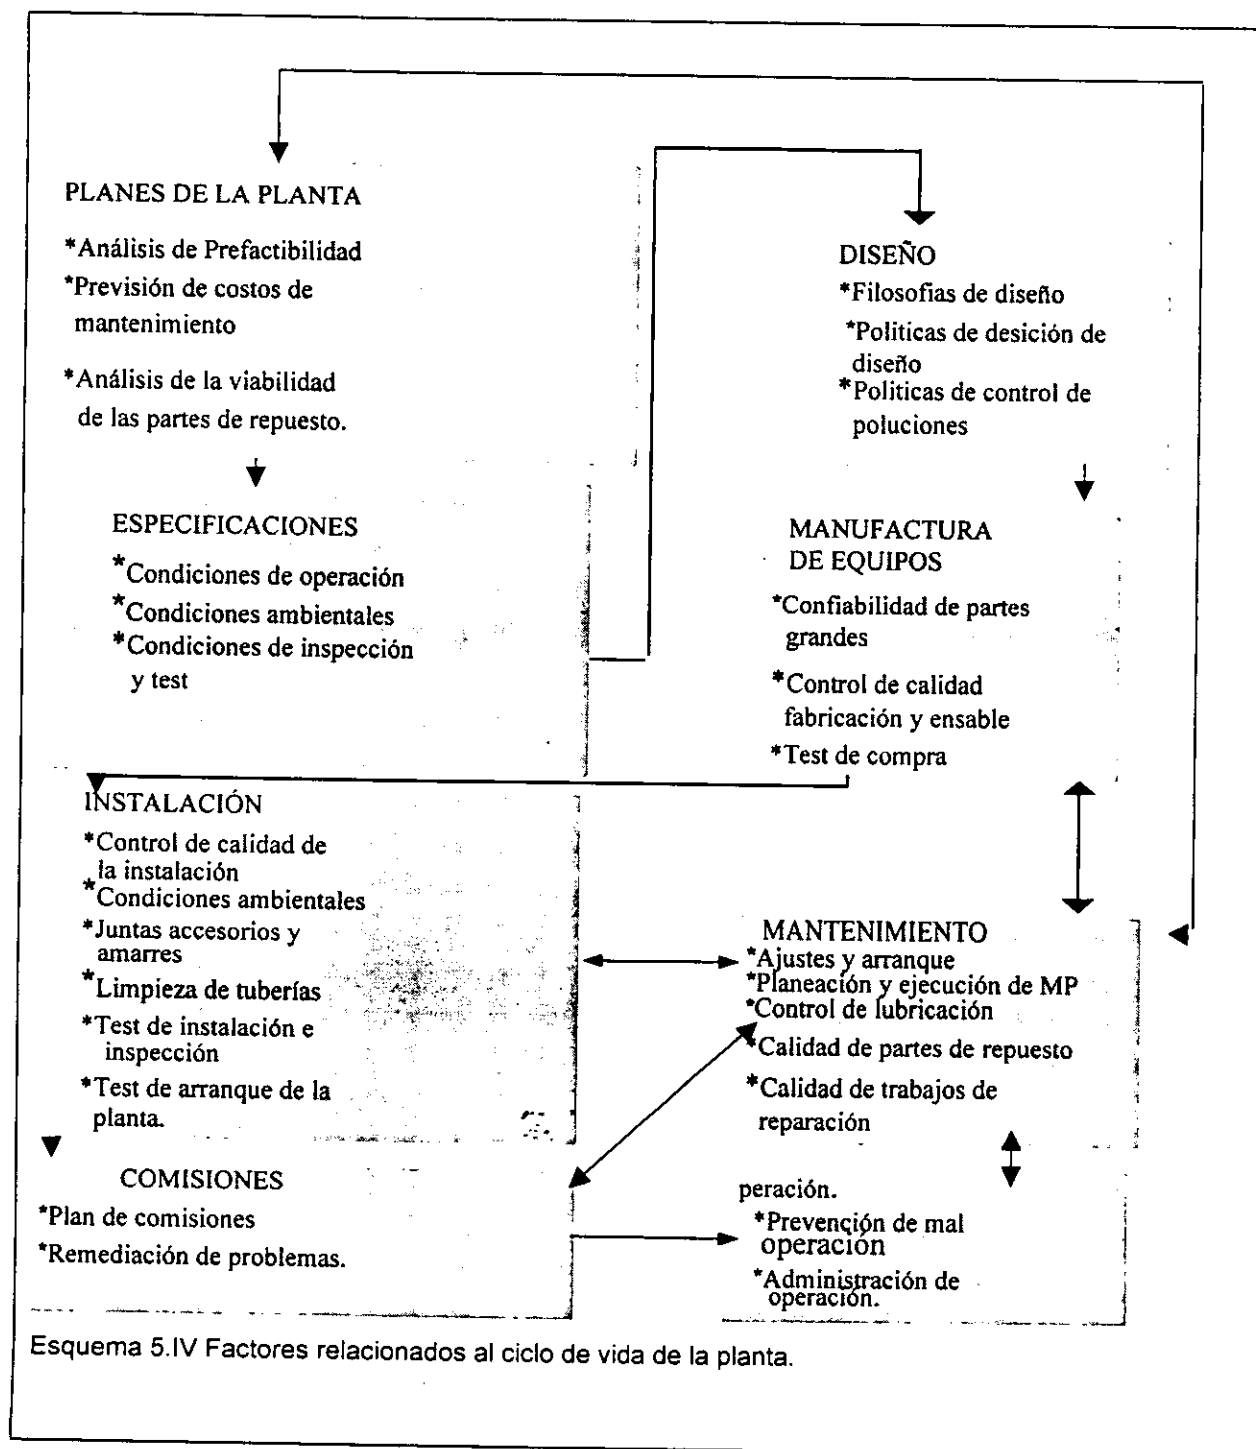 PLANES DE LA PLANTA
*Análisis de Prefactibilidad
*Previsión de costos de
mantenimiento
*Análisis de la viabilidad
de las partes de repuesto.
ESPECIFICACIONES
*Condiciones de operación
*Condiciones ambientales
*Condiciones de inspección
y test
DISEÑO
*Filosofias de diseño
*Politicas de desición de
diseño
*Politicas de control de
poluciones
MANUFACTURA
DE EQUIPOS
*Confiabilidad de partes
grandes
*Control de calidad
fabricación y ensable
*Test de compra
INSTALACIÓN
*Control de calidad de
la instalación
*Condiciones ambientales
*Juntas accesorios y
amarres
*Limpieza de tuberías
*Test de instalación e
inspección
*Test de arranque de la
planta.
MANTENIMIENTO
*Ajustes y arranque
*Planeación y ejecución de MP
*Control de lubricación
*Calidad de partes de repuesto
*Calidad de trabajos de
reparación
COMISIONES
*Plan de comisiones
*Remediación de problemas.
peración.
*Prevención de mal
operación
*Administración de
operación.
Esquema 5.IV Factores relacionados al ciclo de vida de la planta.